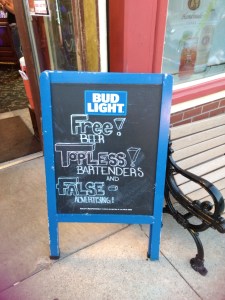 BUD
LIGHT
Free!
BEER
TOPLESS!
BARTENDERS
AND
FALSE
ADVERTISING!